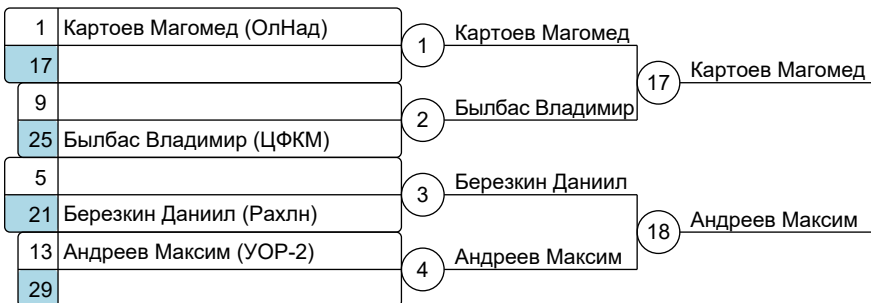 1 Картоев Магомед (ОлНад)
17
9
25 Былбас Владимир (ЦФКМ)
5
21 Березкин Даниил (Рахлн)
13 Андреев Максим (УОР-2)
29
1 Картоев Магомед
2 Былбас Владимир
3 Березкин Даниил
4 Андреев Максим
17 Картоев Магомед
18 Андреев Максим